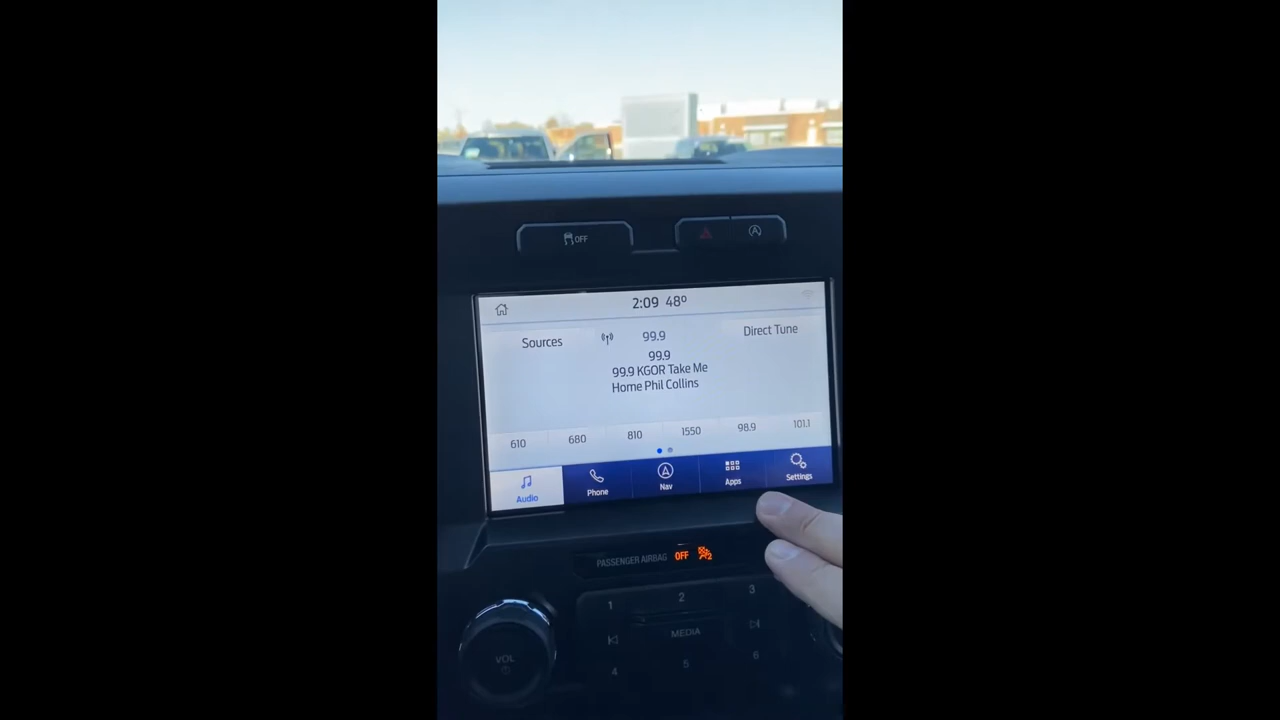 OFF
2:09 48°
Sources
99.9
Direct Tune
99.9
99.9 KGOR Take Me
Home Phil Collins
610 680 810 1550 98.9 101.1
Audio Phone Nav Apps Settings
PASSENGER AIRBAG OFF 2
1 2 3
MEDIA
VOL
4 5 6